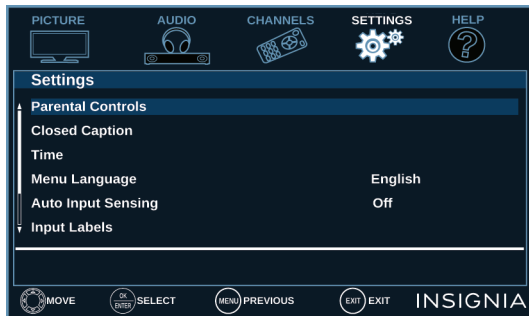 PICTURE AUDIO CHANNELS SETTINGS HELP
Settings
Parental Controls
Closed Caption
Time
Menu Language English
Auto Input Sensing Off
Input Labels
MOVE OK ENTER SELECT MENU PREVIOUS EXIT EXIT INSIGNIA